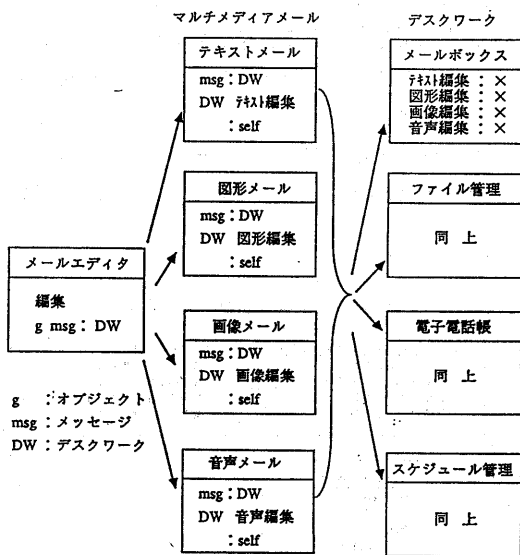 マルチメディアメール
デスクワーク
テキストメール
msg：DW
DW テキスト編集
：self
図形メール
msg：DW
DW 図形編集
：self
画像メール
msg：DW
DW 画像編集
：self
音声メール
msg：DW
DW 音声編集
：self
メールエディタ
編集
g msg：DW
g ：オブジェクト
msg：メッセージ
DW：デスクワーク
メールボックス
テキスト編集：×
図形編集：×
画像編集：×
音声編集：×
ファイル管理
同 上
電子電話帳
同 上
スケジュール管理
同 上